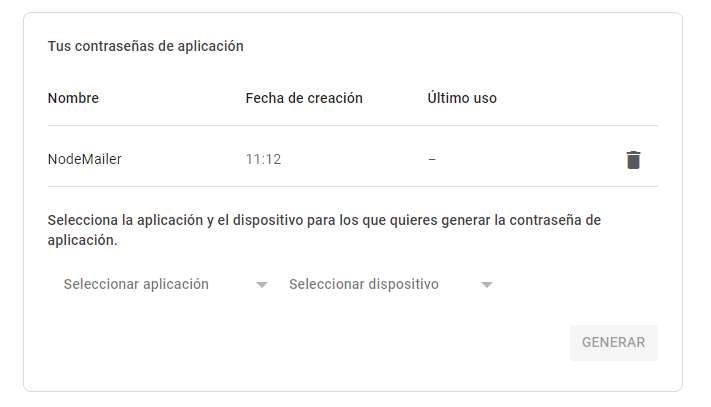 Tus contraseñas de aplicación
Nombre Fecha de creación Último uso
NodeMailer 11:12 –
Selecciona la aplicación y el dispositivo para los que quieres generar la contraseña de
aplicación.
Seleccionar aplicación Seleccionar dispositivo
GENERAR